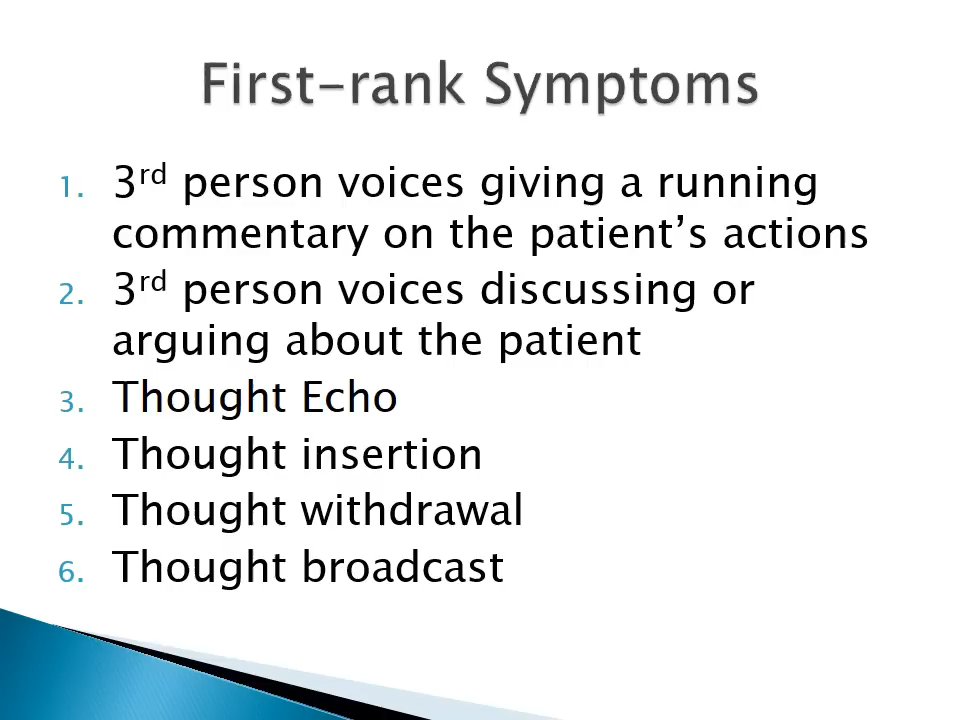 First-rank Symptoms
1. 3rd person voices giving a running
commentary on the patient’s actions
2. 3rd person voices discussing or
arguing about the patient
3. Thought Echo
4. Thought insertion
5. Thought withdrawal
6. Thought broadcast